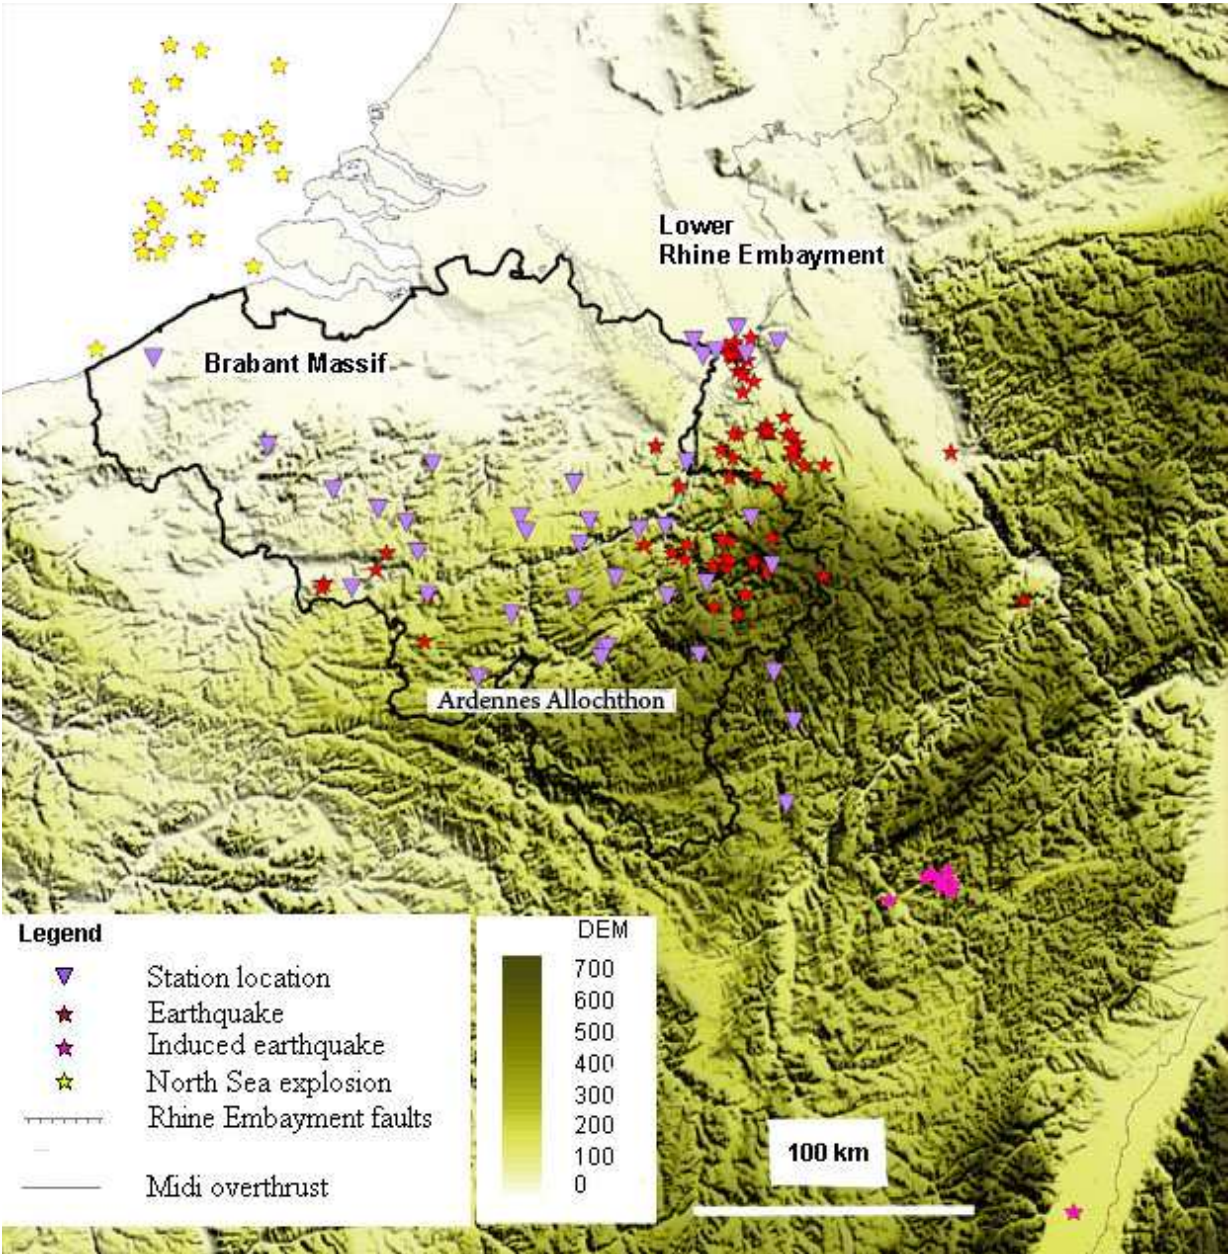 Lower
Rhine Embayment
Brabant Massif
Ardennes Allochthon
Legend
Station location
Earthquake
Induced earthquake
North Sea explosion
Rhine Embayment faults
Midi overthrust
DEM
700
600
500
400
300
200
100
0
100 km